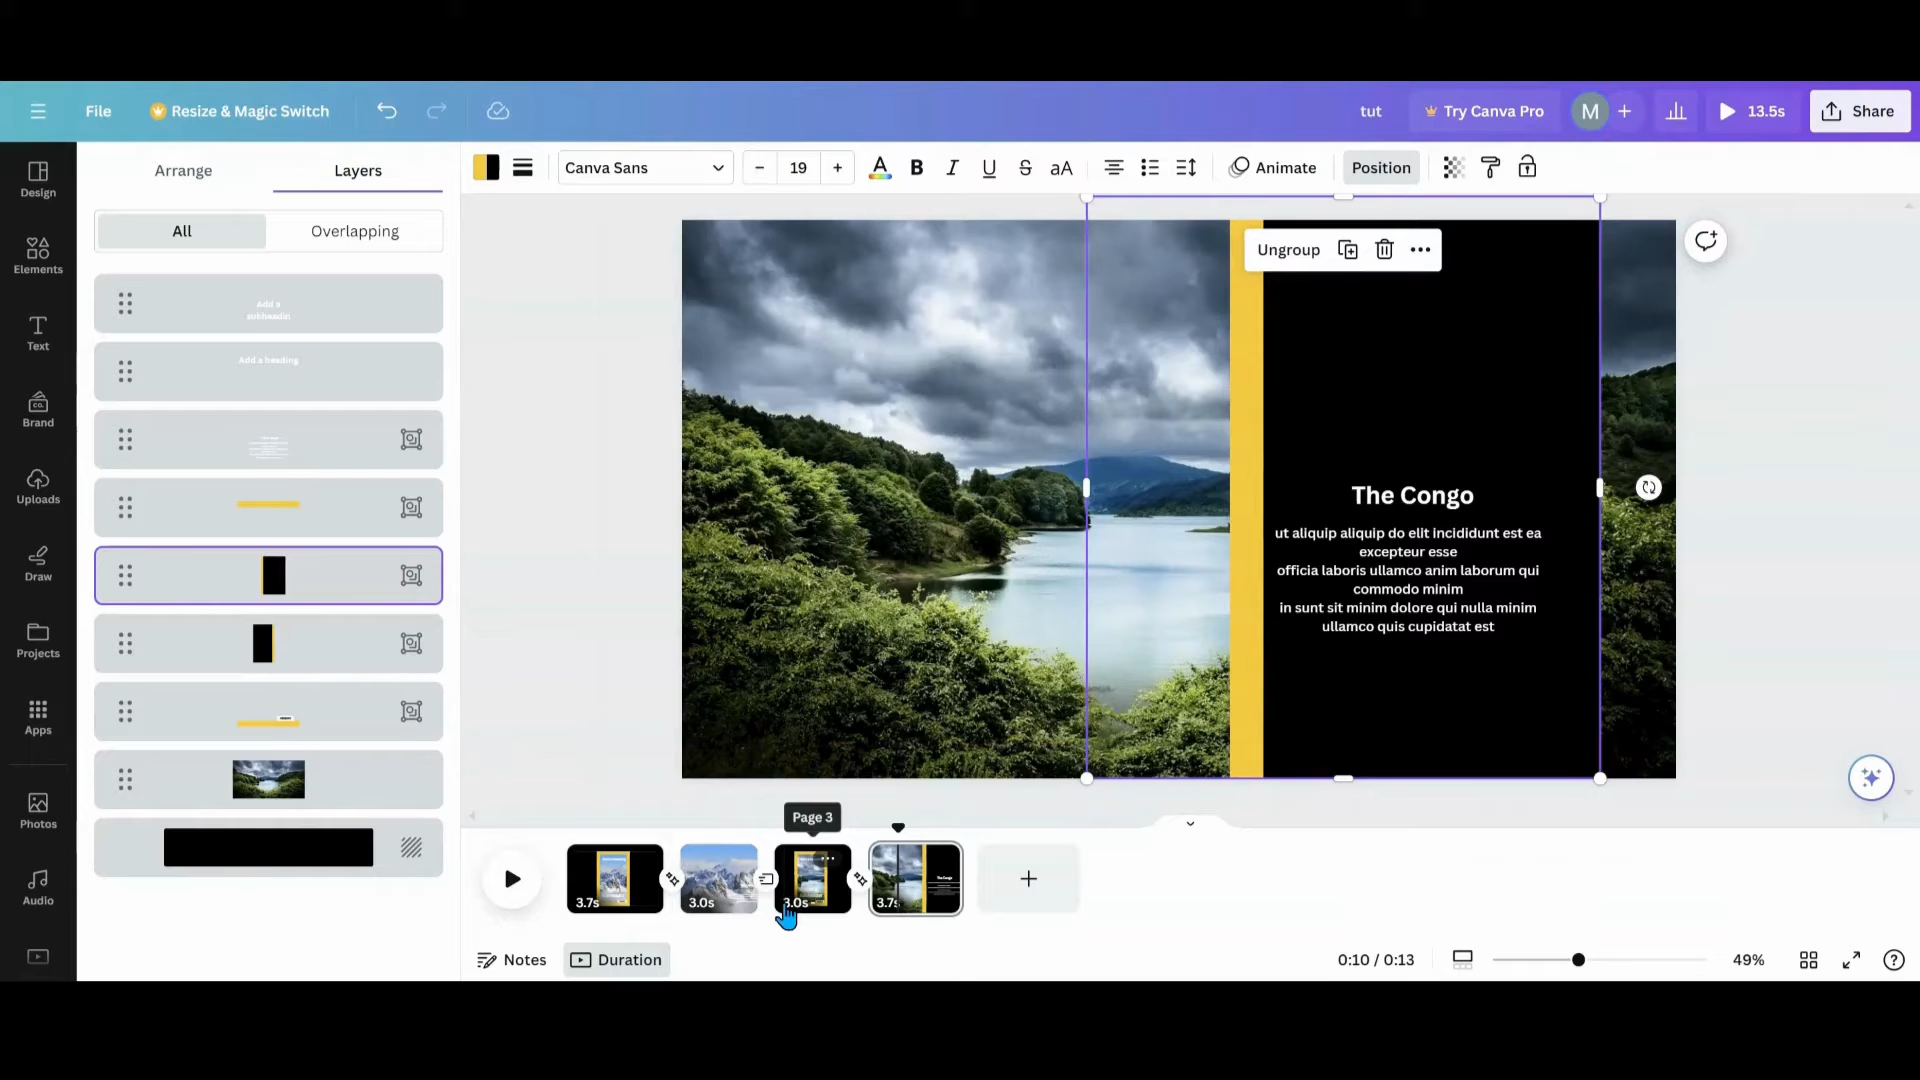 File
Resize & Magic Switch
tut
Try Canva Pro
M
13.5s
Share
Design
Elements
Text
Brand
Uploads
Draw
Projects
Apps
Photos
Audio
Arrange
Layers
All
Overlapping
Add a
subheadin
Add a heading
Canva Sans
19
Animate
Position
Ungroup
The Congo
ut aliquip aliquip do elit incididunt est ea
excepteur esse
officia laboris ullamco anim laborum qui
commodo minim
in sunt sit minim dolore qui nulla minim
ullamco quis cupidatat est
Page 3
3.7s
3.0s
3.0s
3.7s
The Congo
Notes
Duration
0:10 / 0:13
49%